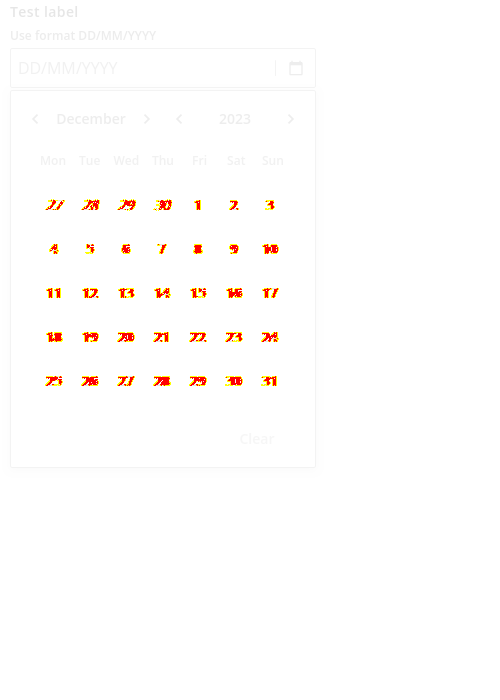 Test label
Use format DD/MM/YYYY
DD/MM/YYYY
December 2023
Mon Tue Wed Thu Fri Sat Sun
27 28 29 30 1 2 3
4 5 6 7 8 9 10
11 12 13 14 15 16 17
18 19 20 21 22 23 24
25 26 27 28 29 30 31
Clear